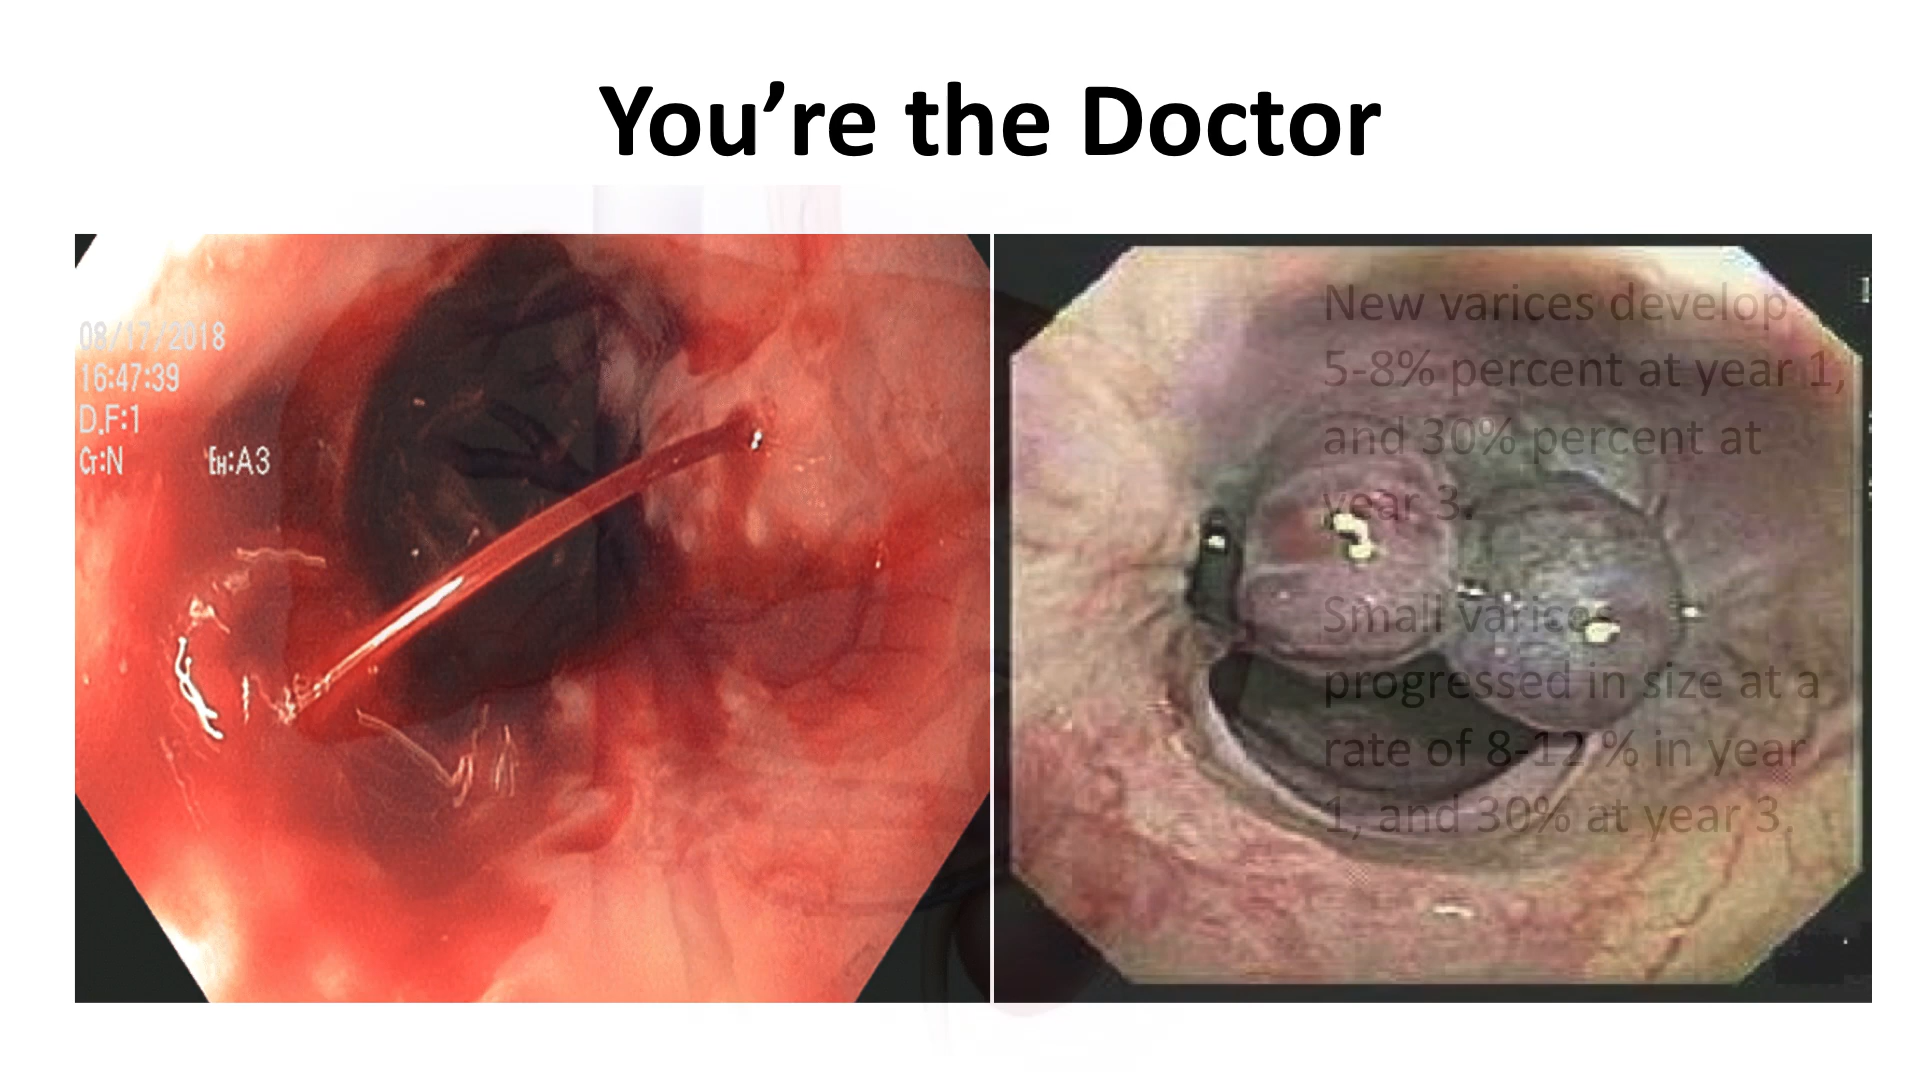 You’re the Doctor
08/17/2018
16:47:39
D.F:1
Cr:N EH:A3
New varices develop
5-8% percent at year 1,
and 30% percent at
year 3.
Small varices
progressed in size at a
rate of 8-12 % in year
1, and 30% at year 3.